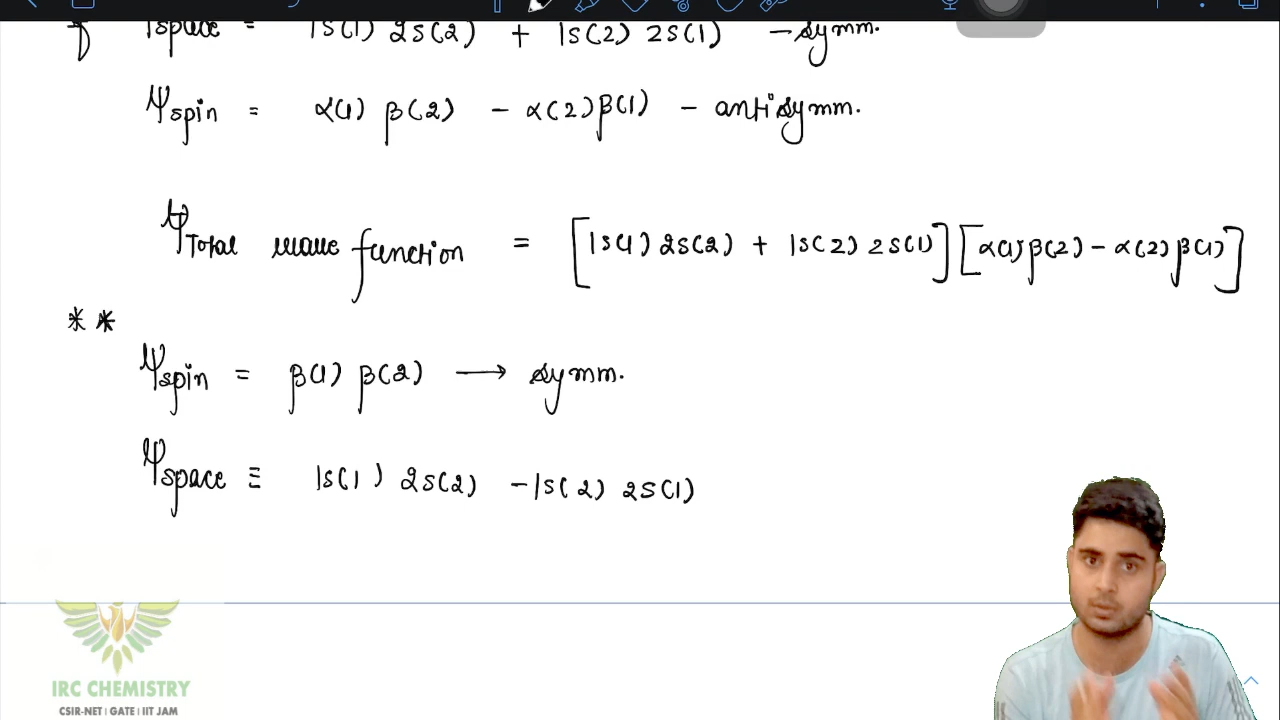 Ψspace = 1S(1) 2S(2) + 1S(2) 2S(1) - symm.
Ψspin = α(1) β(2) - α(2) β(1) - antisymm.
ΨTotal wave function = [1S(1) 2S(2) + 1S(2) 2S(1)] [α(1) β(2) - α(2) β(1)]
**
Ψspin = β(1) β(2) → symm.
Ψspace ≡ 1S(1) 2S(2) - 1S(2) 2S(1)
IRC CHEMISTRY
CSIR-NET | GATE | IIT JAM